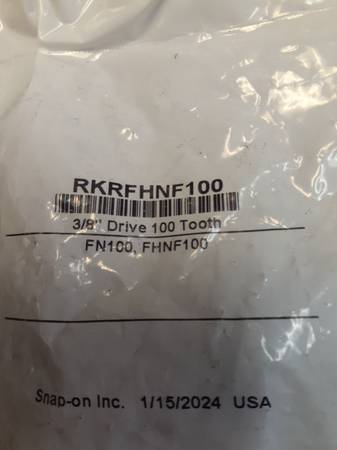 RKRFHNF100
3/8" Drive 100 Tooth
FN100, FHNF100
Snap-on Inc. 1/15/2024 USA